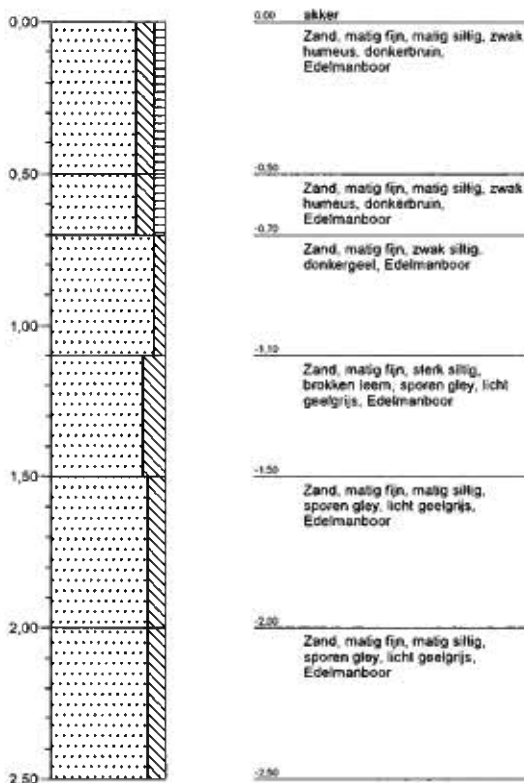 0,00
0,50
1,00
1,50
2,00
2,50
0.00 akker
Zand, matig fijn, matig siltig, zwak
humeus, donkerbruin,
Edelmanboor
-0.50
Zand, matig fijn, matig siltig, zwak
humeus, donkerbruin,
Edelmanboor
-0.70
Zand, matig fijn, zwak siltig,
donkergeel, Edelmanboor
-1.10
Zand, matig fijn, sterk siltig,
brokken leem, sporen gley, licht
geelgrijs, Edelmanboor
-1.50
Zand, matig fijn, matig siltig,
sporen gley, licht geelgrijs,
Edelmanboor
-2.00
Zand, matig fijn, matig siltig,
sporen gley, licht geelgrijs,
Edelmanboor
-2.50